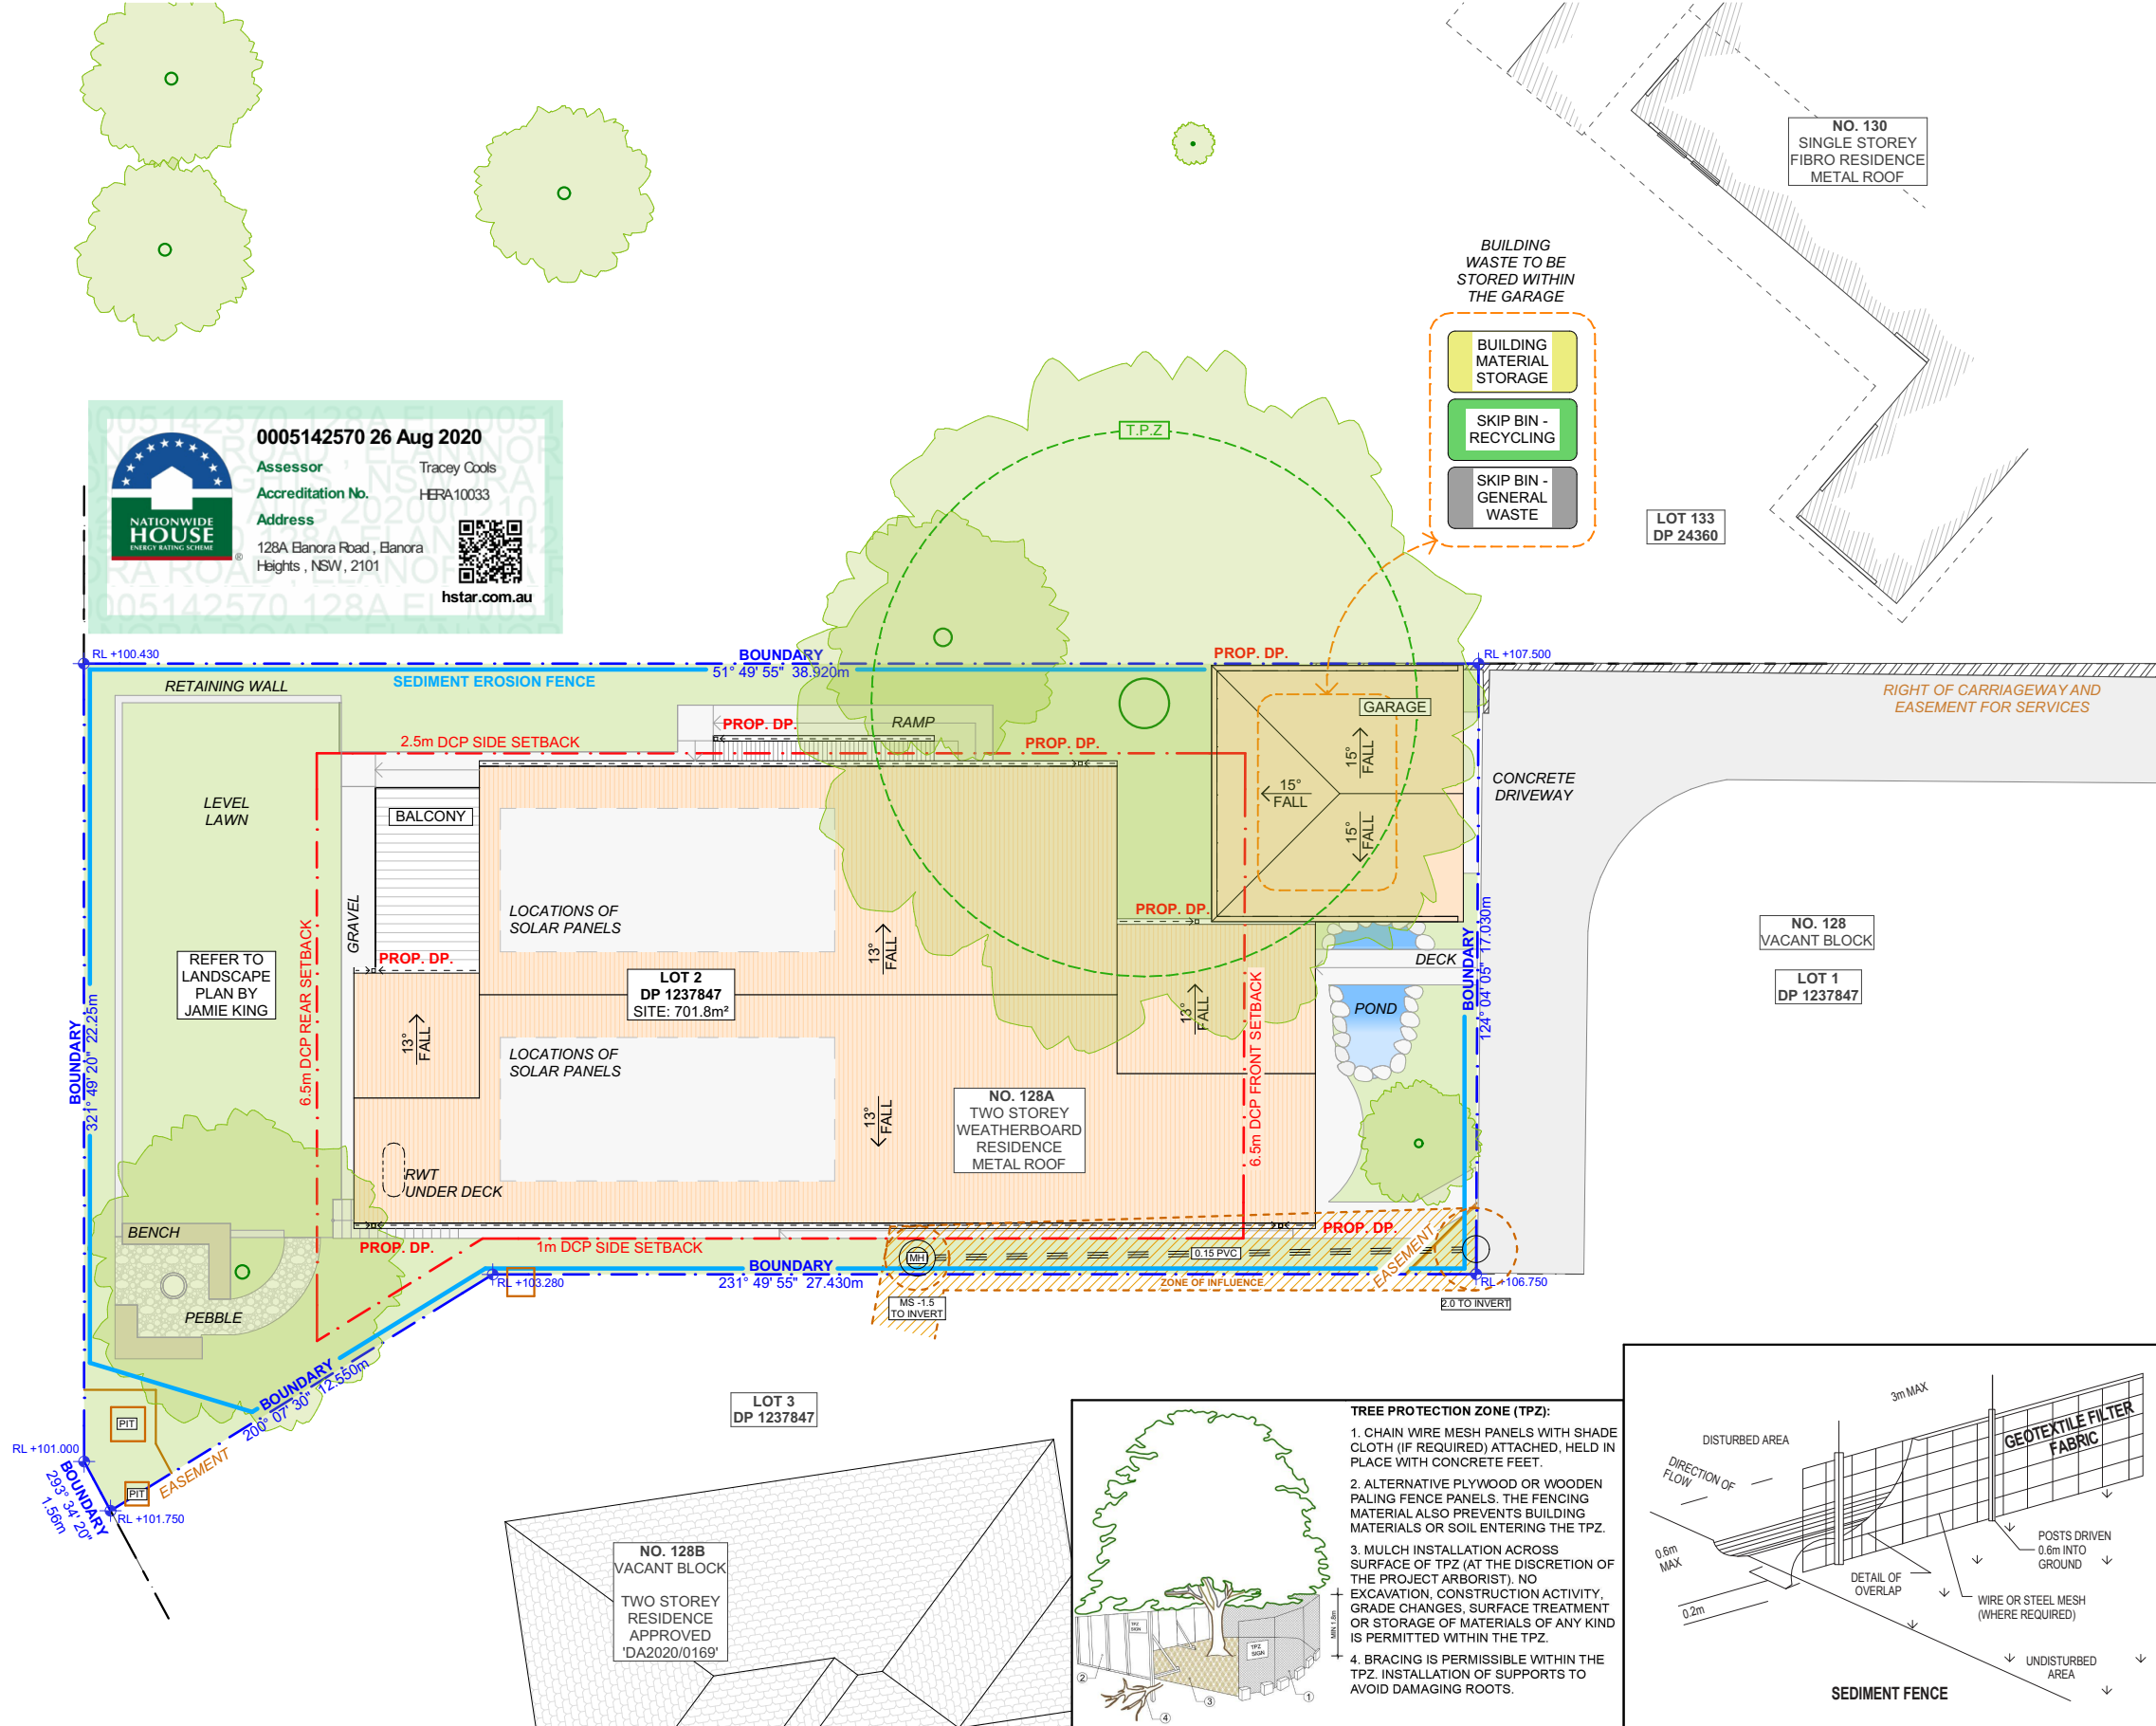 NO. 130
SINGLE STOREY
FIBRO RESIDENCE
METAL ROOF
BUILDING
WASTE TO BE
STORED WITHIN
THE GARAGE
BUILDING
MATERIAL
STORAGE
SKIP BIN -
RECYCLING
SKIP BIN -
GENERAL
WASTE
T.P.Z
LOT 133
DP 24360
0005142570 26 Aug 2020
Assessor Tracey Cools
Accreditation No. HERA10033
Address
128A Elanora Road , Elanora
Heights , NSW , 2101
hstar.com.au
NATIONWIDE
HOUSE
ENERGY RATING SCHEME
®
RL +100.430
BOUNDARY
51° 49' 55" 38.920m
PROP. DP.
RL +107.500
RETAINING WALL
SEDIMENT EROSION FENCE
RIGHT OF CARRIAGEWAY AND
EASEMENT FOR SERVICES
GARAGE
PROP. DP.
RAMP
PROP. DP.
2.5m DCP SIDE SETBACK
15°
FALL
15°
FALL
15°
FALL
CONCRETE
DRIVEWAY
LEVEL
LAWN
BALCONY
GRAVEL
LOCATIONS OF
SOLAR PANELS
PROP. DP.
NO. 128
VACANT BLOCK
LOT 1
DP 1237847
REFER TO
LANDSCAPE
PLAN BY
JAMIE KING
6.5m DCP REAR SETBACK
PROP. DP.
13°
FALL
LOT 2
DP 1237847
SITE: 701.8m²
DECK
BOUNDARY
124° 04' 05" 17.030m
POND
13°
FALL
13°
FALL
6.5m DCP FRONT SETBACK
BOUNDARY
321° 49' 20" 22.25m
LOCATIONS OF
SOLAR PANELS
13°
FALL
NO. 128A
TWO STOREY
WEATHERBOARD
RESIDENCE
METAL ROOF
RWT
UNDER DECK
BENCH
PROP. DP.
1m DCP SIDE SETBACK
PROP. DP.
MH
0.15 PVC
EASEMENT
BOUNDARY
231° 49' 55" 27.430m
ZONE OF INFLUENCE
RL +103.280
RL +106.750
MS -1.5
TO INVERT
2.0 TO INVERT
PEBBLE
BOUNDARY
200° 07' 30" 12.550m
PIT
PIT
EASEMENT
RL +101.000
BOUNDARY
293° 34' 20"
1.56m
RL +101.750
LOT 3
DP 1237847
NO. 128B
VACANT BLOCK
TWO STOREY
RESIDENCE
APPROVED
'DA2020/0169'
TREE PROTECTION ZONE (TPZ):
1. CHAIN WIRE MESH PANELS WITH SHADE
CLOTH (IF REQUIRED) ATTACHED, HELD IN
PLACE WITH CONCRETE FEET.
2. ALTERNATIVE PLYWOOD OR WOODEN
PALING FENCE PANELS. THE FENCING
MATERIAL ALSO PREVENTS BUILDING
MATERIALS OR SOIL ENTERING THE TPZ.
3. MULCH INSTALLATION ACROSS
SURFACE OF TPZ (AT THE DISCRETION OF
THE PROJECT ARBORIST). NO
EXCAVATION, CONSTRUCTION ACTIVITY,
GRADE CHANGES, SURFACE TREATMENT
OR STORAGE OF MATERIALS OF ANY KIND
IS PERMITTED WITHIN THE TPZ.
4. BRACING IS PERMISSIBLE WITHIN THE
TPZ. INSTALLATION OF SUPPORTS TO
AVOID DAMAGING ROOTS.
MIN 1.8m
TPZ
SIGN
TPZ
SIGN
2
3
1
4
3m MAX
GEOTEXTILE FILTER
FABRIC
DISTURBED AREA
DIRECTION OF
FLOW
0.6m
MAX
0.2m
DETAIL OF
OVERLAP
POSTS DRIVEN
0.6m INTO
GROUND
WIRE OR STEEL MESH
(WHERE REQUIRED)
UNDISTURBED
AREA
SEDIMENT FENCE